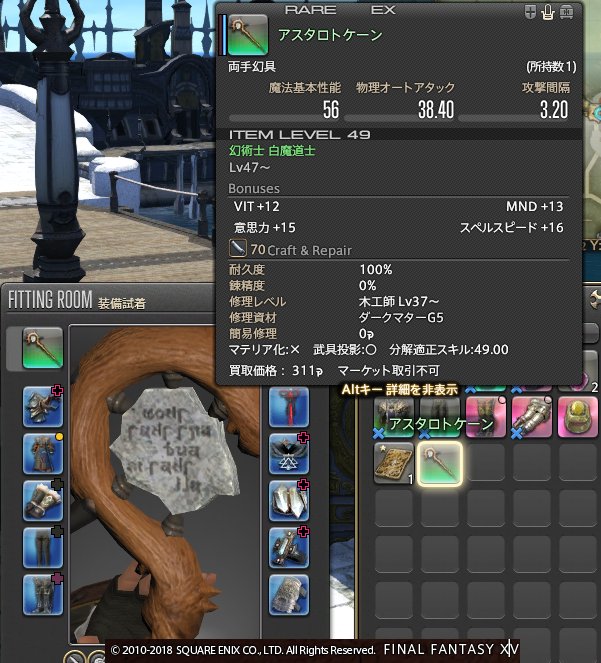 RARE EX
アスタロトケーン
両手幻具 (所持数1)
魔法基本性能 物理オートアタック 攻撃間隔
56 38.40 3.20
ITEM LEVEL 49
幻術士 白魔道士
Lv47～
Bonuses
VIT +12 MND +13
意思力 +15 スペルスピード +16
70 Craft & Repair
耐久度 100%
錬精度 0%
修理レベル 木工師 Lv37～
修理資材 ダークマターG5
簡易修理 0
マテリア化:× 武具投影:○ 分解適正スキル:49.00
買取価格： 311 マーケット取引不可
Altキー 詳細を非表示
FITTING ROOM 装備試着
アスタロトケーン
2
1
© 2010-2018 SQUARE ENIX CO., LTD. All Rights Reserved. FINAL FANTASY XIV